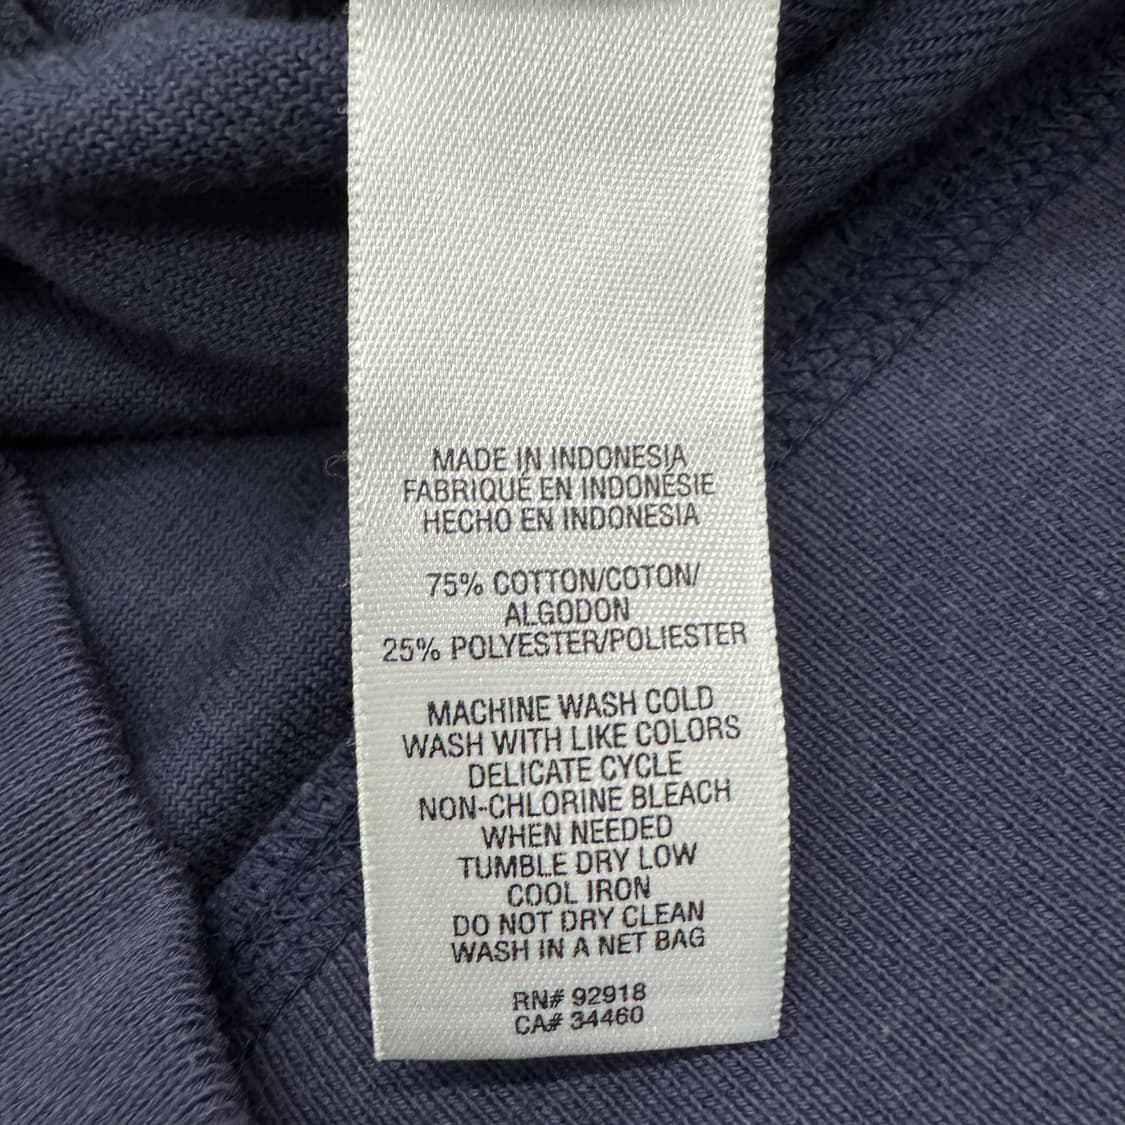 MADE IN INDONESIA
FABRIQUÉ EN INDONÉSIE
HECHO EN INDONESIA
75% COTTON/COTON/
ALGODON
25% POLYESTER/POLIESTER
MACHINE WASH COLD
WASH WITH LIKE COLORS
DELICATE CYCLE
NON-CHLORINE BLEACH
WHEN NEEDED
TUMBLE DRY LOW
COOL IRON
DO NOT DRY CLEAN
WASH IN A NET BAG
RN# 92918
CA# 34460